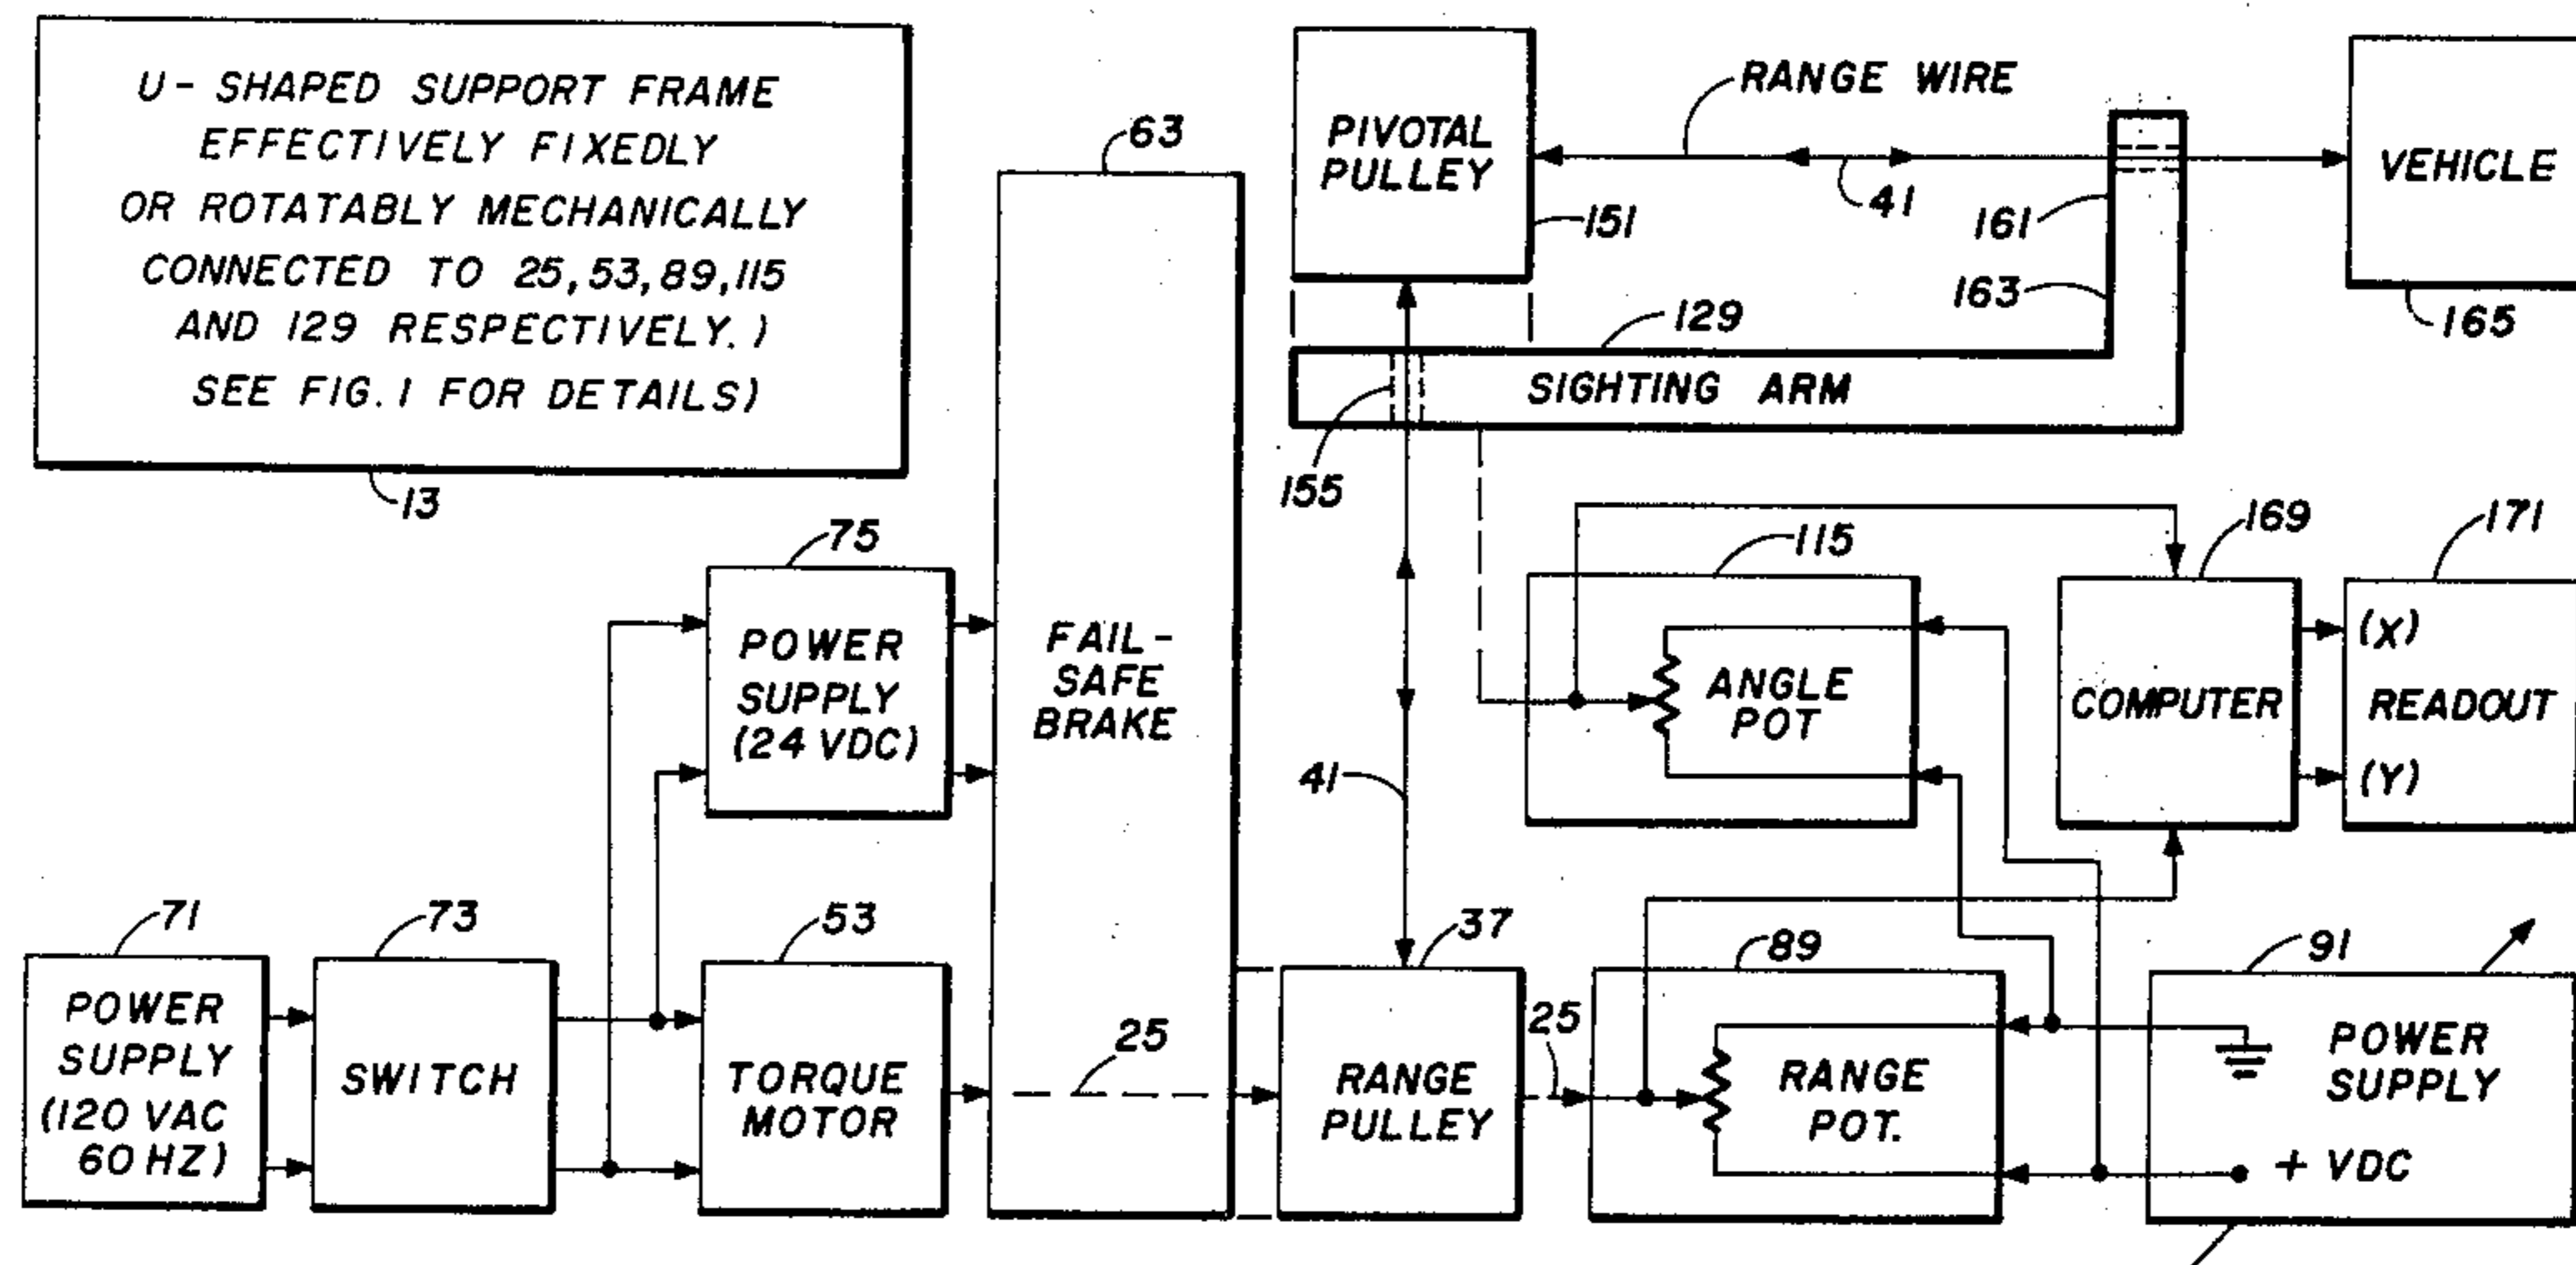 U-SHAPED SUPPORT FRAME
EFFECTIVELY FIXEDLY
OR ROTATABLY MECHANICALLY
CONNECTED TO 25,53,89,115
AND 129 RESPECTIVELY.)
SEE FIG. 1 FOR DETAILS)
13
63
FAIL-
SAFE
BRAKE
25
PIVOTAL
PULLEY
151
RANGE WIRE
41
161
163
VEHICLE
165
129
SIGHTING ARM
155
75
POWER
SUPPLY
(24 VDC)
41
115
ANGLE
POT
169
COMPUTER
171
(X)
READOUT
(Y)
71
POWER
SUPPLY
(120 VAC
60 HZ)
73
SWITCH
53
TORQUE
MOTOR
37
RANGE
PULLEY
25
89
RANGE
POT.
91
POWER
SUPPLY
+ VDC